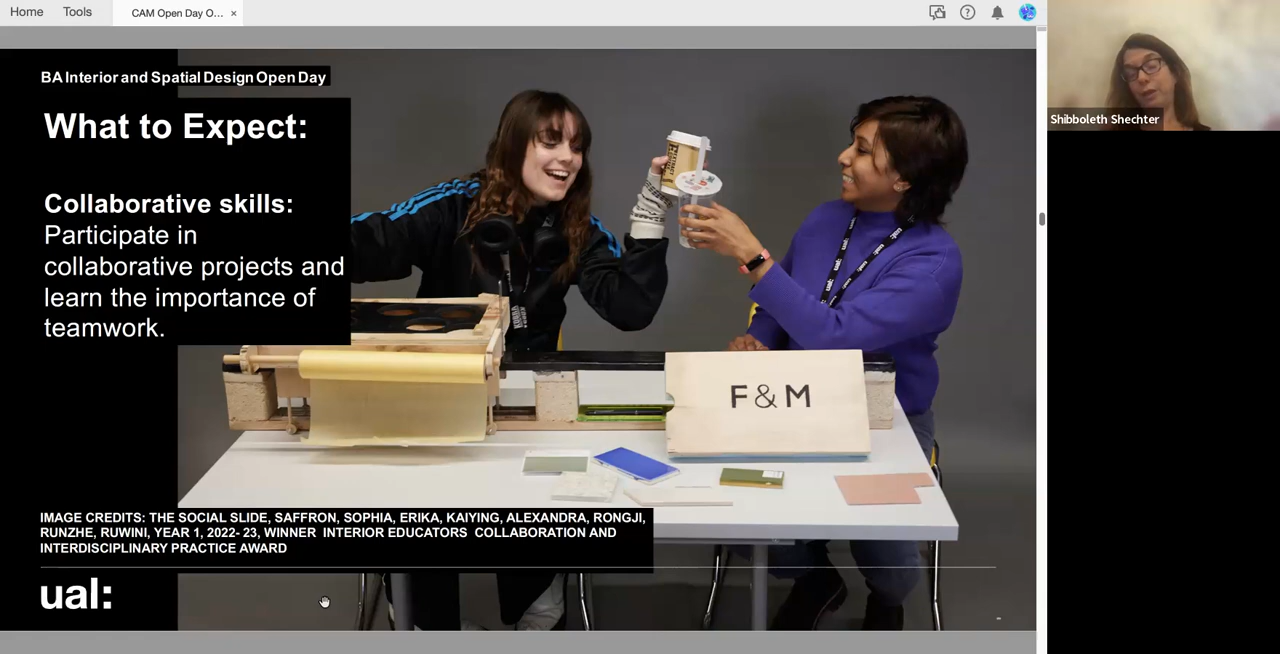 Home
Tools
CAM Open Day O... ×
BA Interior and Spatial Design Open Day
What to Expect:
Collaborative skills:
Participate in
collaborative projects and
learn the importance of
teamwork.
Shibboleth Shechter
F & M
ual:
IMAGE CREDITS: THE SOCIAL SLIDE, SAFFRON, SOPHIA, ERIKA, KAIYING, ALEXANDRA, RONGJI,
RUNZHE, RUWINI, YEAR 1, 2022- 23, WINNER INTERIOR EDUCATORS COLLABORATION AND
INTERDISCIPLINARY PRACTICE AWARD
ual: